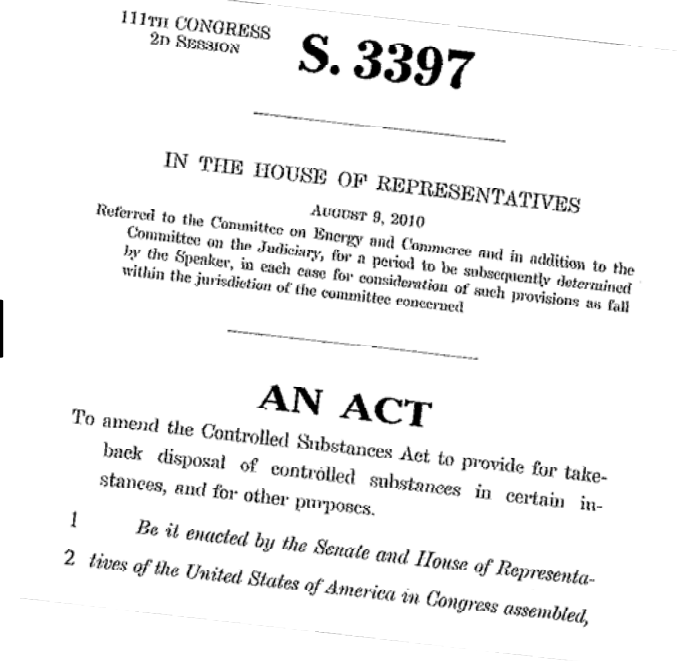 111TH CONGRESS
2D SESSION
S. 3397
IN THE HOUSE OF REPRESENTATIVES
AUGUST 9, 2010
Referred to the Committee on Energy and Commerce and in addition to the
Committee on the Judiciary, for a period to be subsequently determined
by the Speaker, in each case for consideration of such provisions as fall
within the jurisdiction of the committee concerned
AN ACT
To amend the Controlled Substances Act to provide for take-
back disposal of controlled substances in certain in-
stances, and for other purposes.
1 Be it enacted by the Senate and House of Representa-
2 tives of the United States of America in Congress assembled,